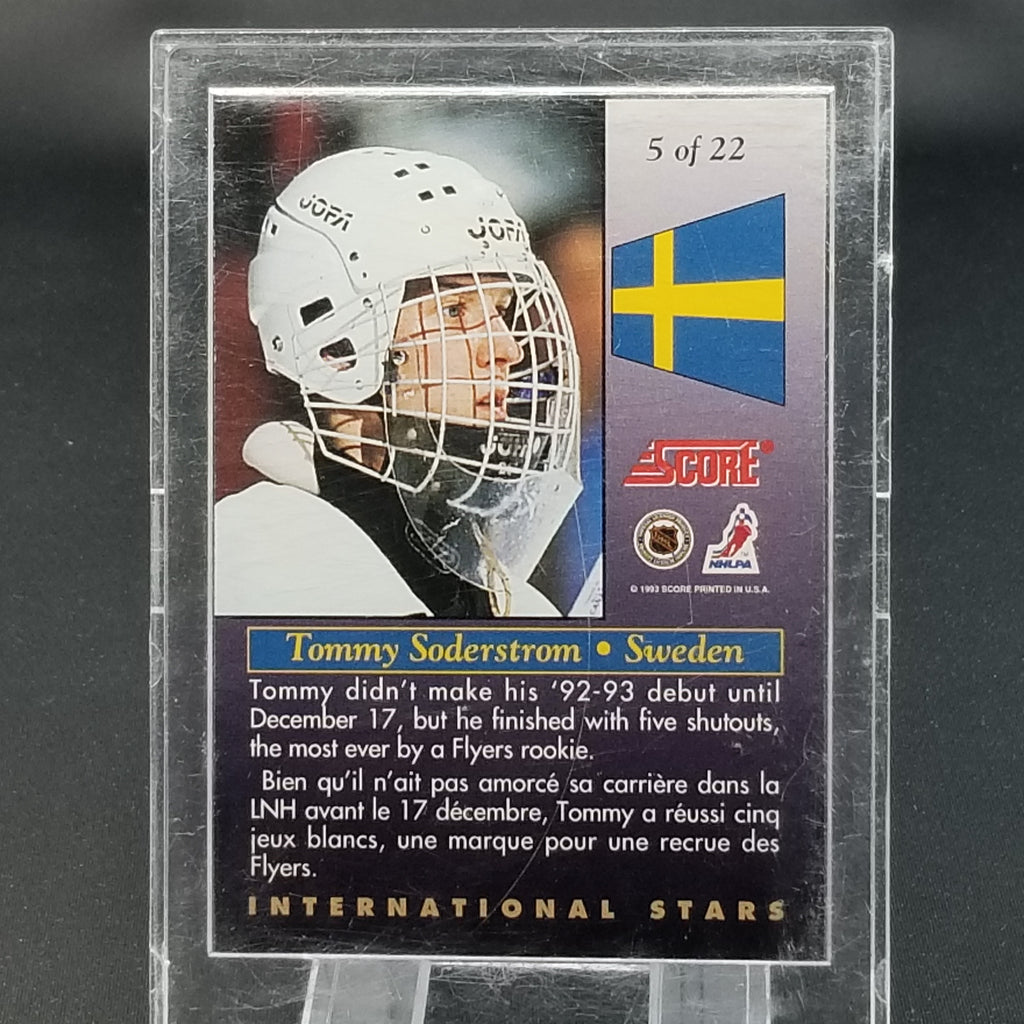 5 of 22
JOFA
JOFA
JOFA
SCORE
NHLPA
© 1993 SCORE PRINTED IN U.S.A.
Tommy Soderstrom • Sweden
Tommy didn't make his '92-93 debut until
December 17, but he finished with five shutouts,
the most ever by a Flyers rookie.
Bien qu'il n'ait pas amorcé sa carrière dans la
LNH avant le 17 décembre, Tommy a réussi cinq
jeux blancs, une marque pour une recrue des
Flyers.
INTERNATIONAL STARS